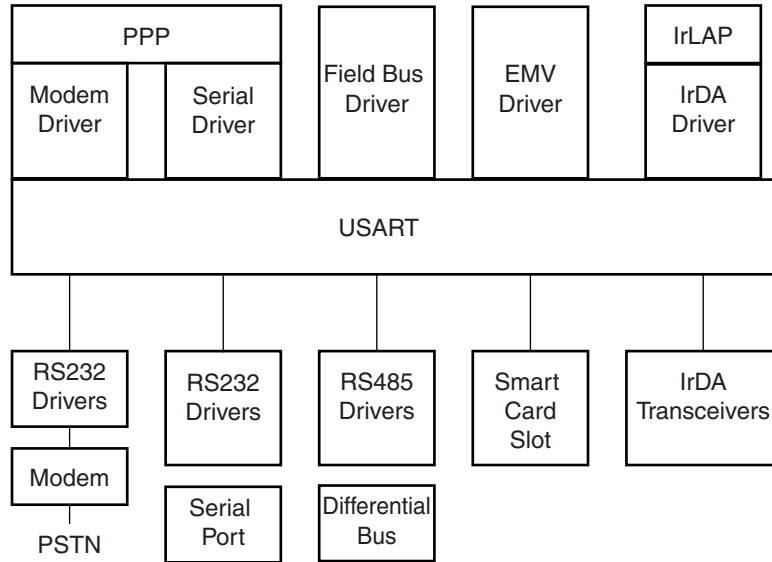 PPP
Modem
Driver
Serial
Driver
Field Bus
Driver
EMV
Driver
IrLAP
IrDA
Driver
USART
RS232
Drivers
Modem
PSTN
RS232
Drivers
Serial
Port
RS485
Drivers
Differential
Bus
Smart
Card
Slot
IrDA
Transceivers